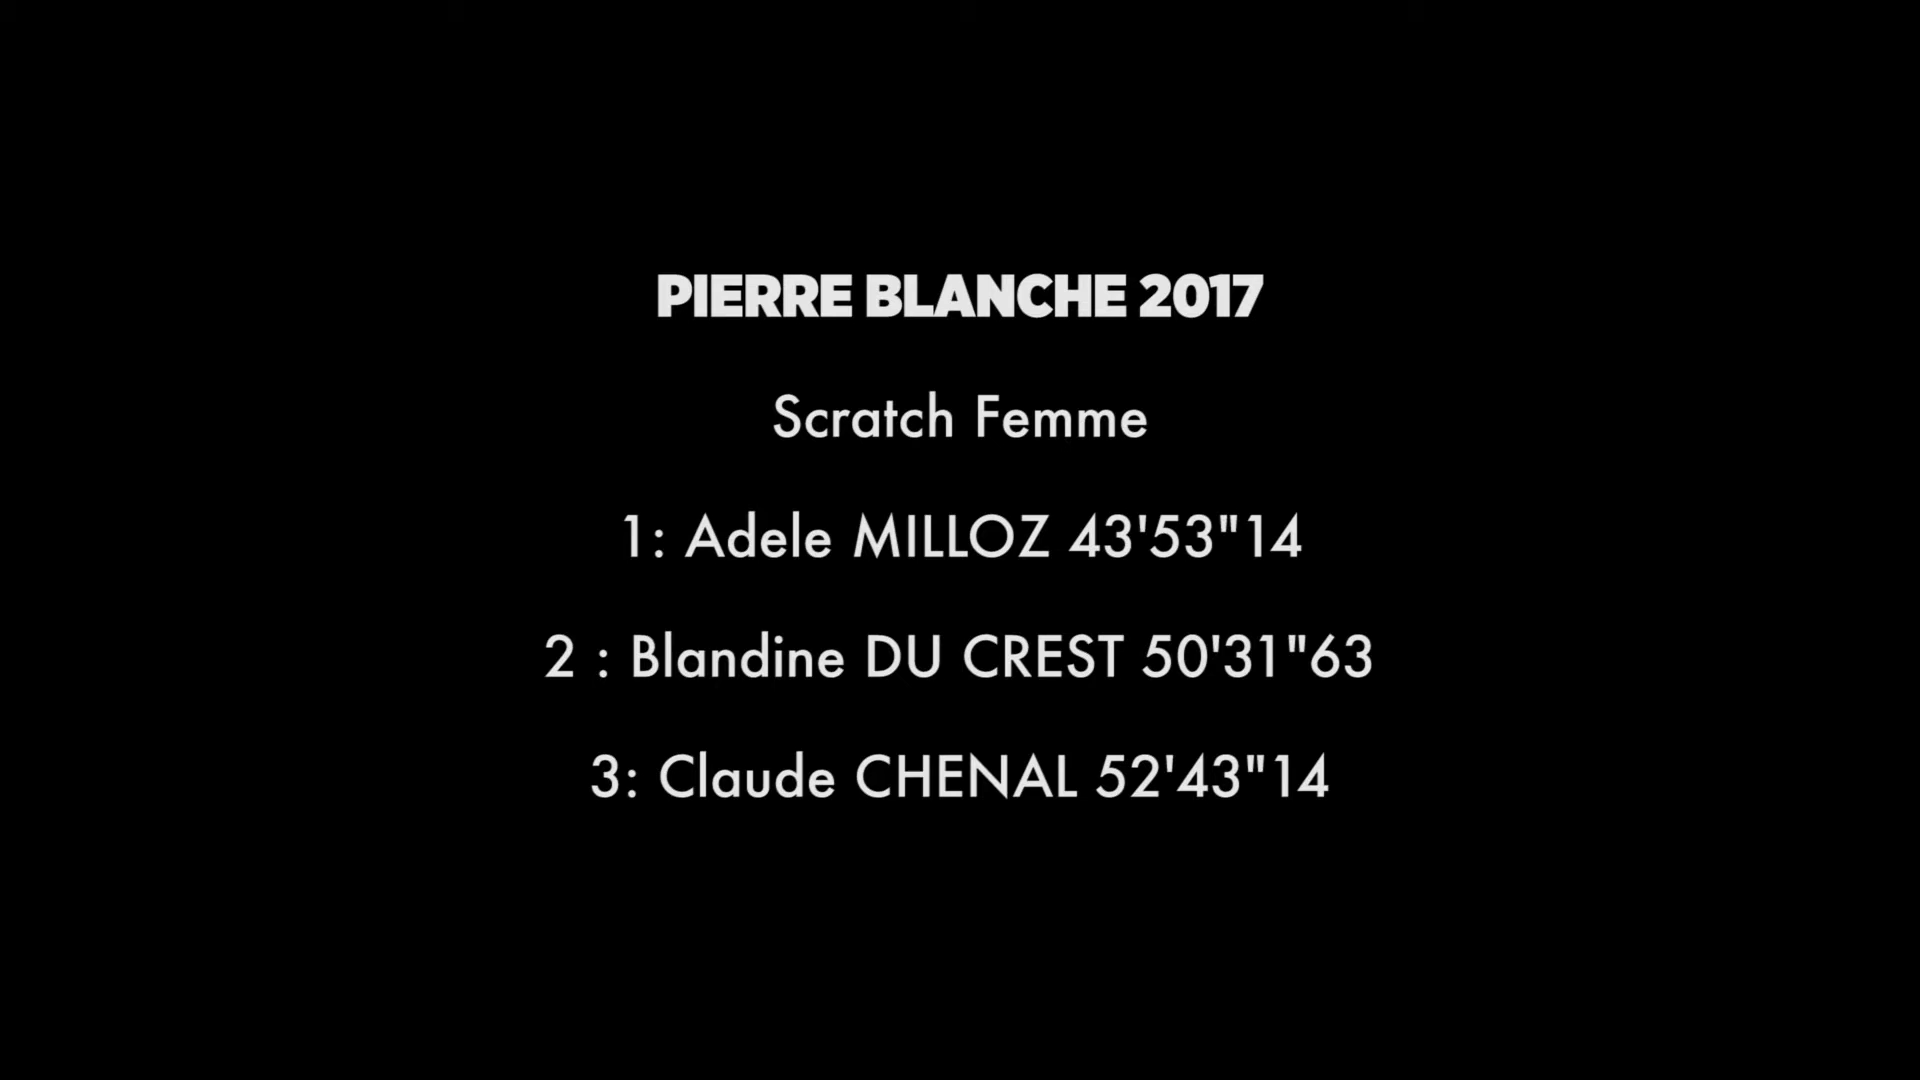 PIERRE BLANCHE 2017
Scratch Femme
1: Adele MILLOZ 43'53"14
2 : Blandine DU CREST 50'31"63
3: Claude CHENAL 52'43"14